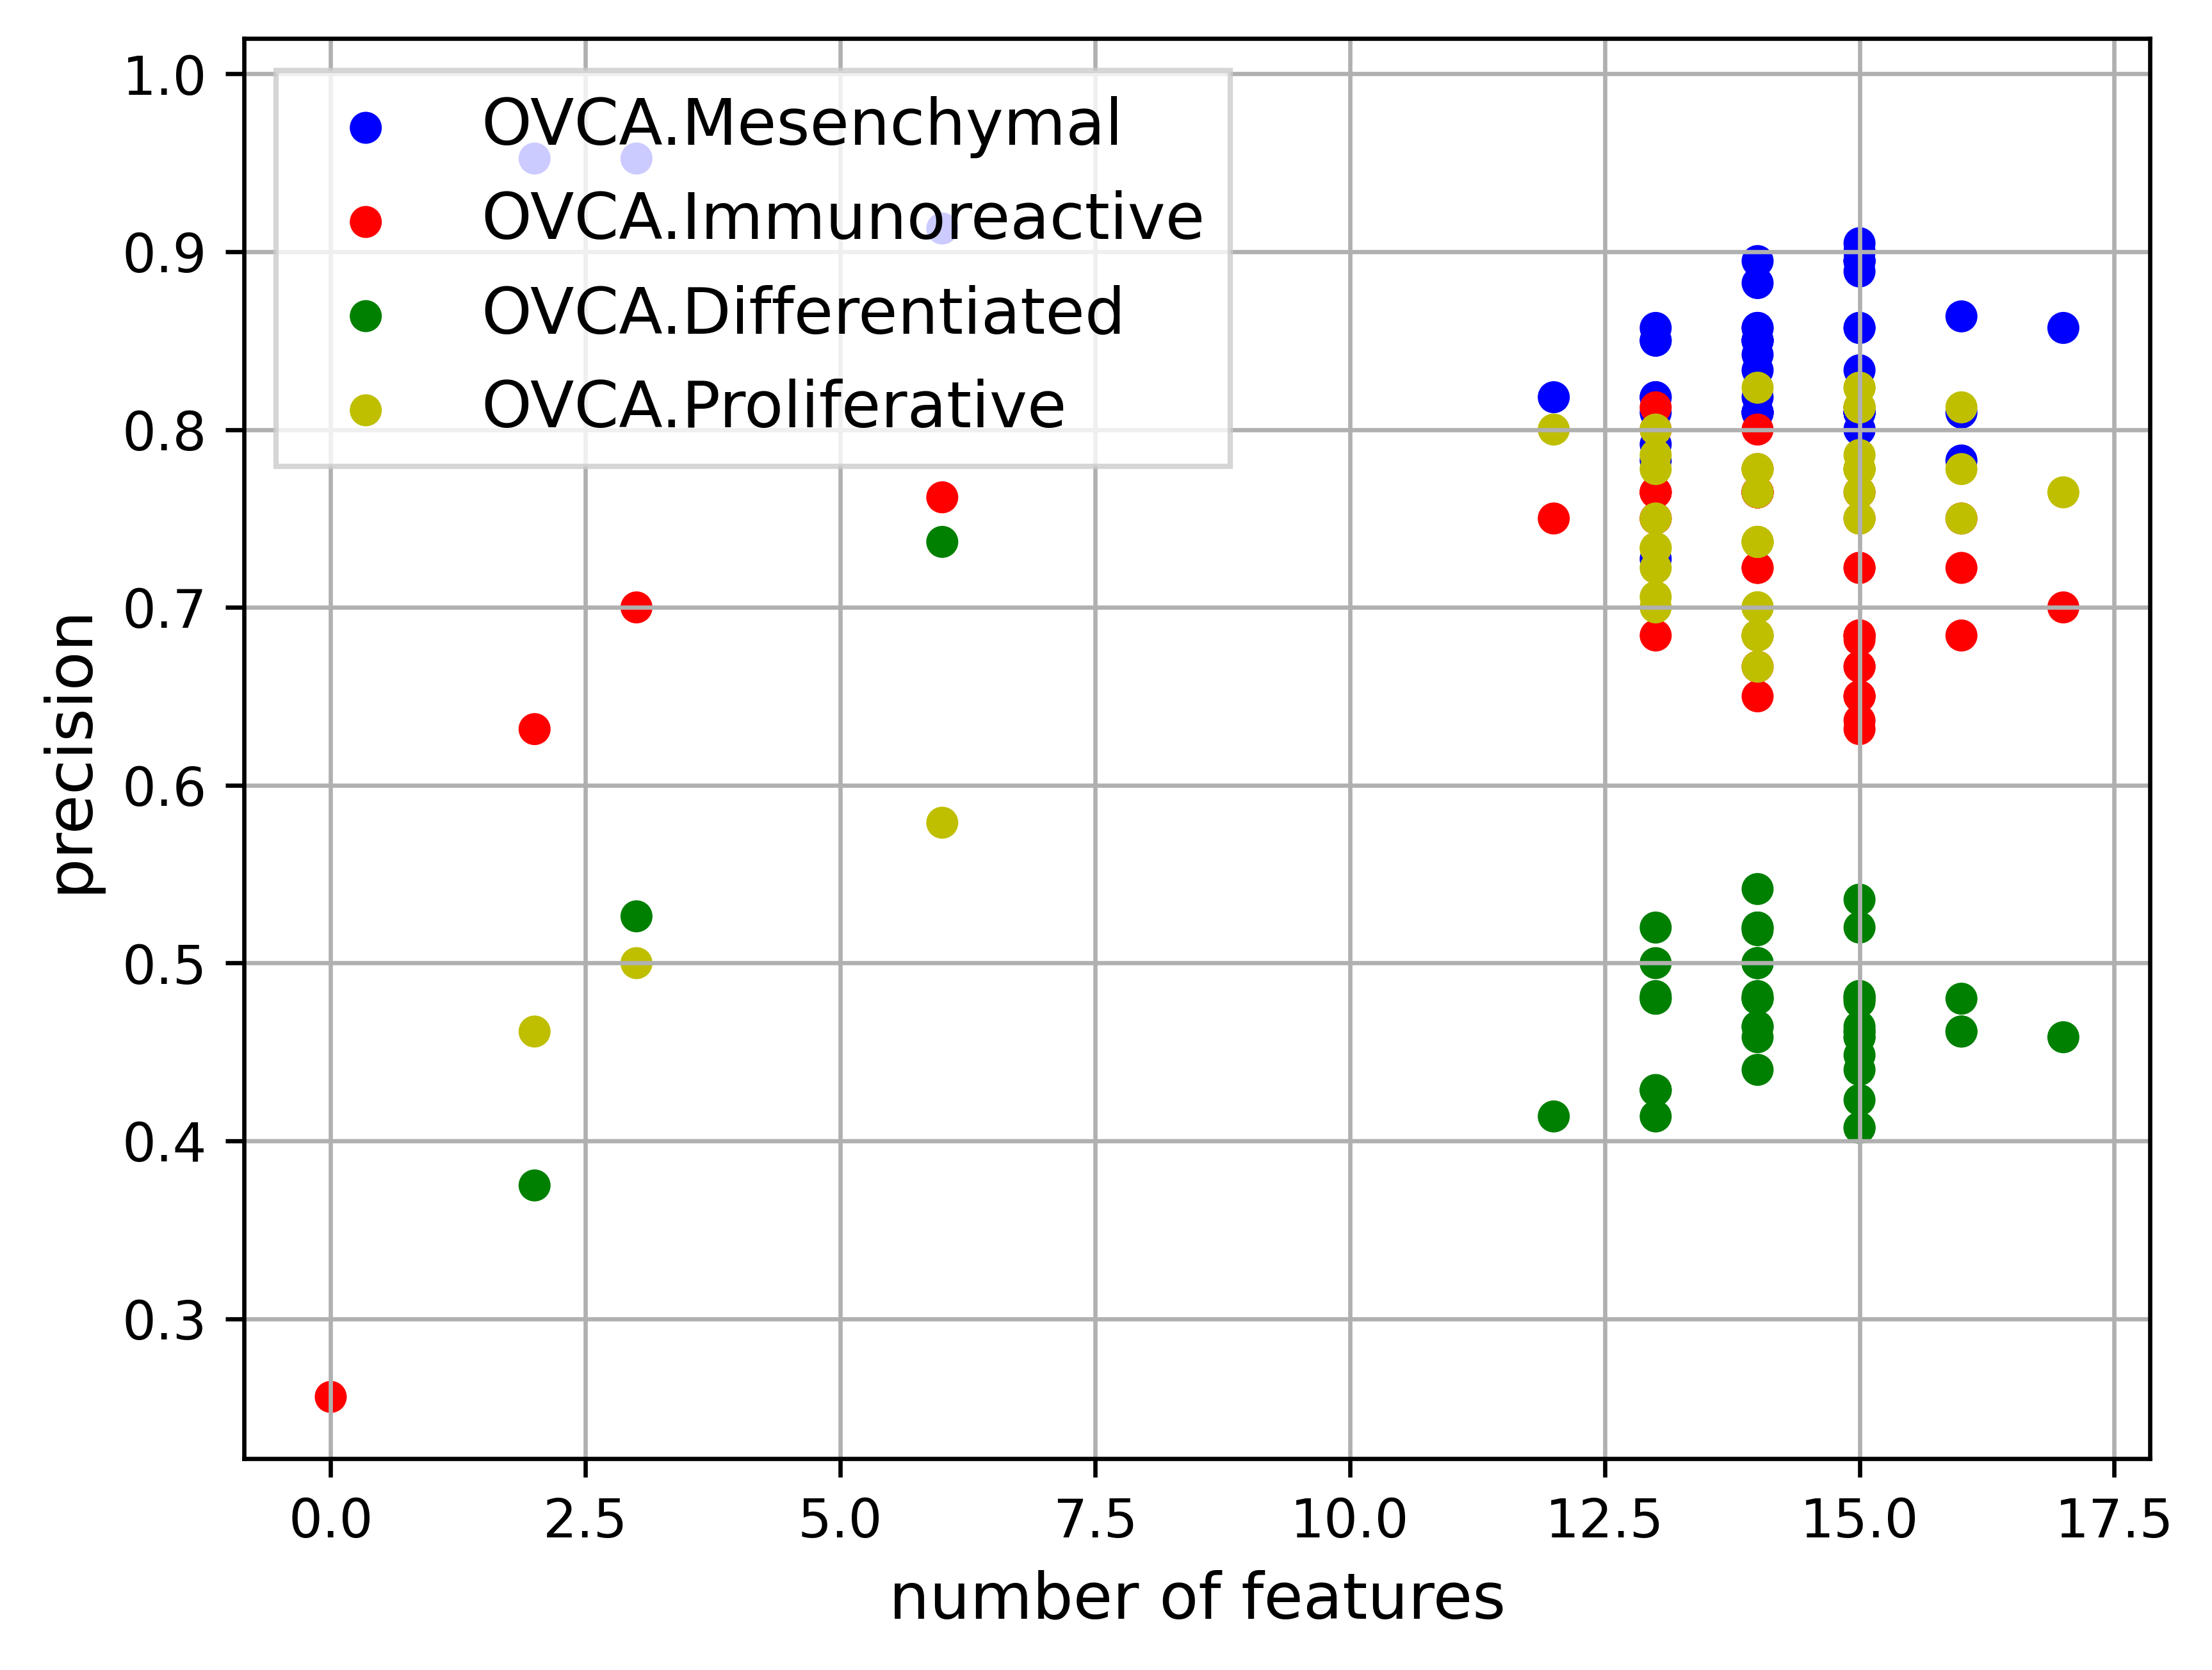 OVCA.Mesenchymal
OVCA.Immunoreactive
OVCA.Differentiated
OVCA.Proliferative
1.0
0.9
0.8
0.7
0.6
0.5
0.4
0.3
precision
0.0 2.5 5.0 7.5 10.0 12.5 15.0 17.5
number of features